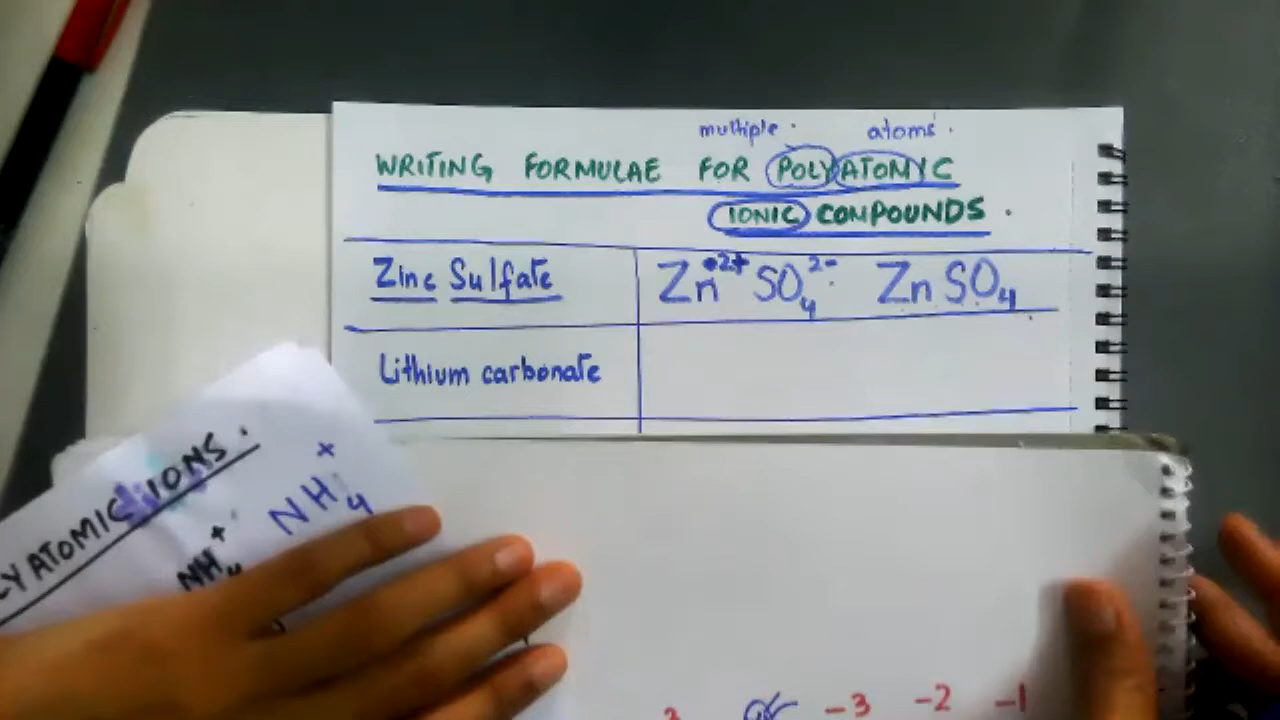 multiple. atoms.
WRITING FORMULAE FOR POLYATOMIC
IONIC COMPOUNDS.
Zinc Sulfate Zn²⁺ SO₄²⁻ ZnSO₄
Lithium carbonate
YATOMIC IONS.
NH₄⁺ NH₄⁺
-3 -2 -1